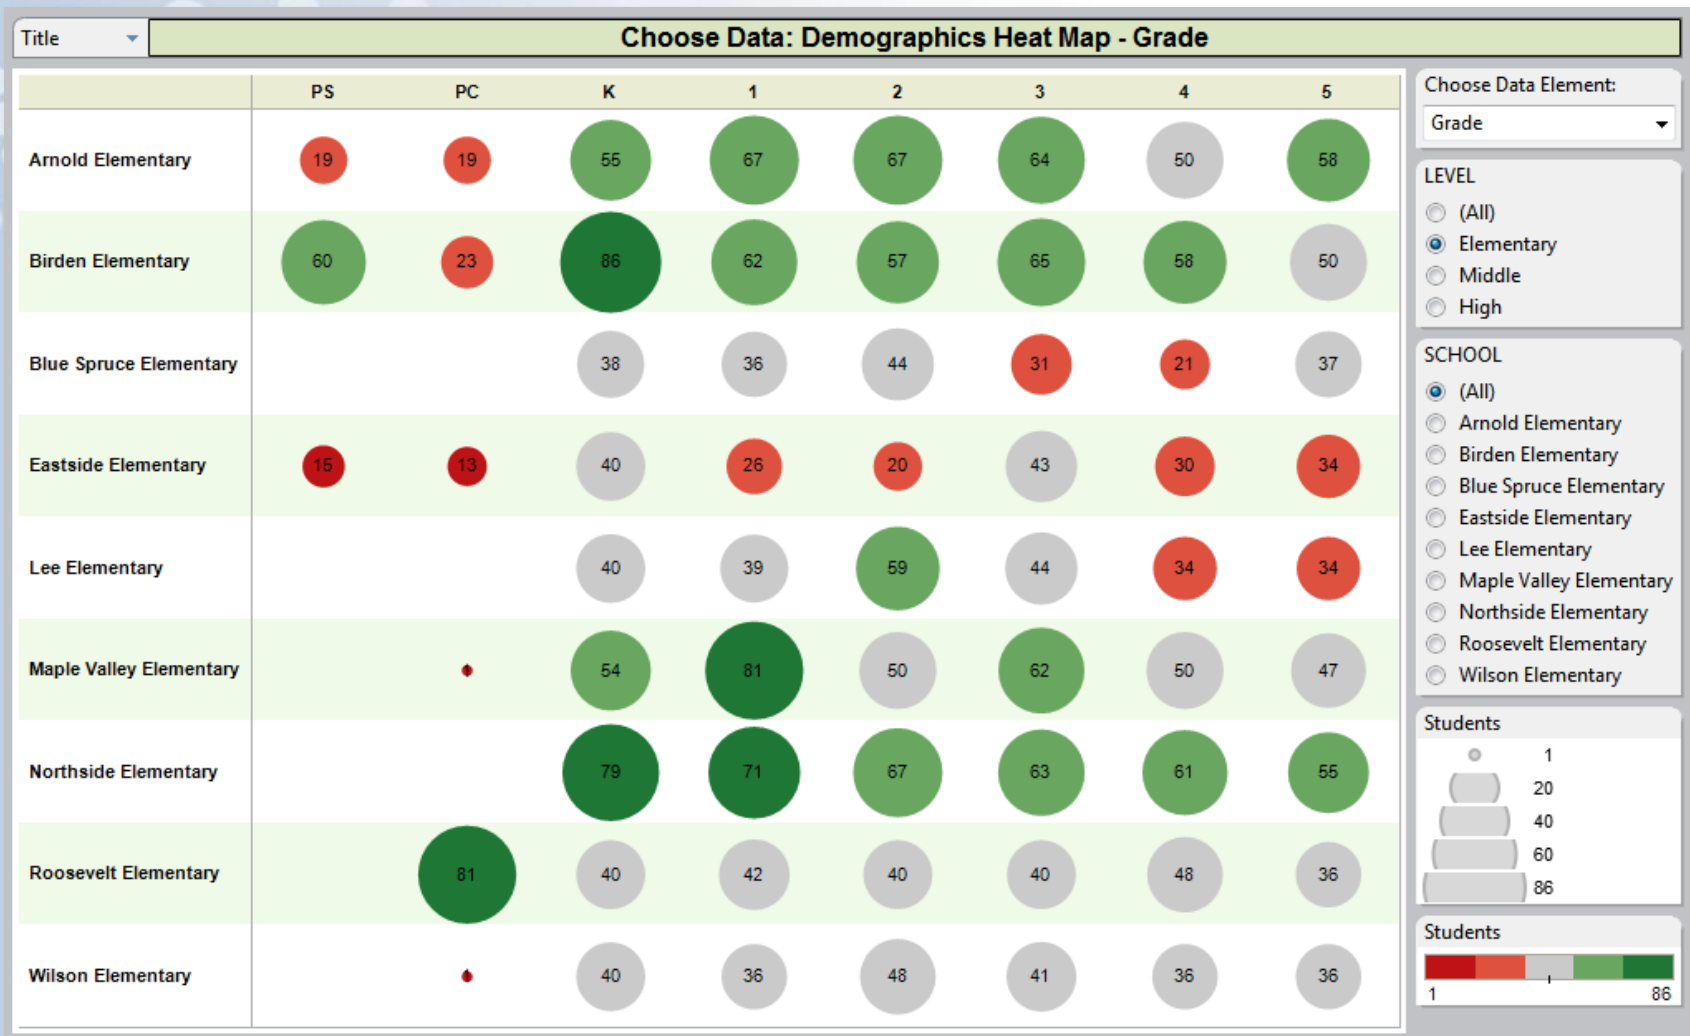 Title
Choose Data: Demographics Heat Map - Grade
PS PC K 1 2 3 4 5
Arnold Elementary 19 19 55 67 67 64 50 58
Birden Elementary 60 23 86 62 57 65 58 50
Blue Spruce Elementary 38 36 44 31 21 37
Eastside Elementary 15 13 40 26 20 43 30 34
Lee Elementary 40 39 59 44 34 34
Maple Valley Elementary 54 81 50 62 50 47
Northside Elementary 79 71 67 63 61 55
Roosevelt Elementary 81 40 42 40 40 48 36
Wilson Elementary 40 36 48 41 36 36
Choose Data Element:
Grade
LEVEL
(All)
Elementary
Middle
High
SCHOOL
(All)
Arnold Elementary
Birden Elementary
Blue Spruce Elementary
Eastside Elementary
Lee Elementary
Maple Valley Elementary
Northside Elementary
Roosevelt Elementary
Wilson Elementary
Students
1
20
40
60
86
Students
1 86